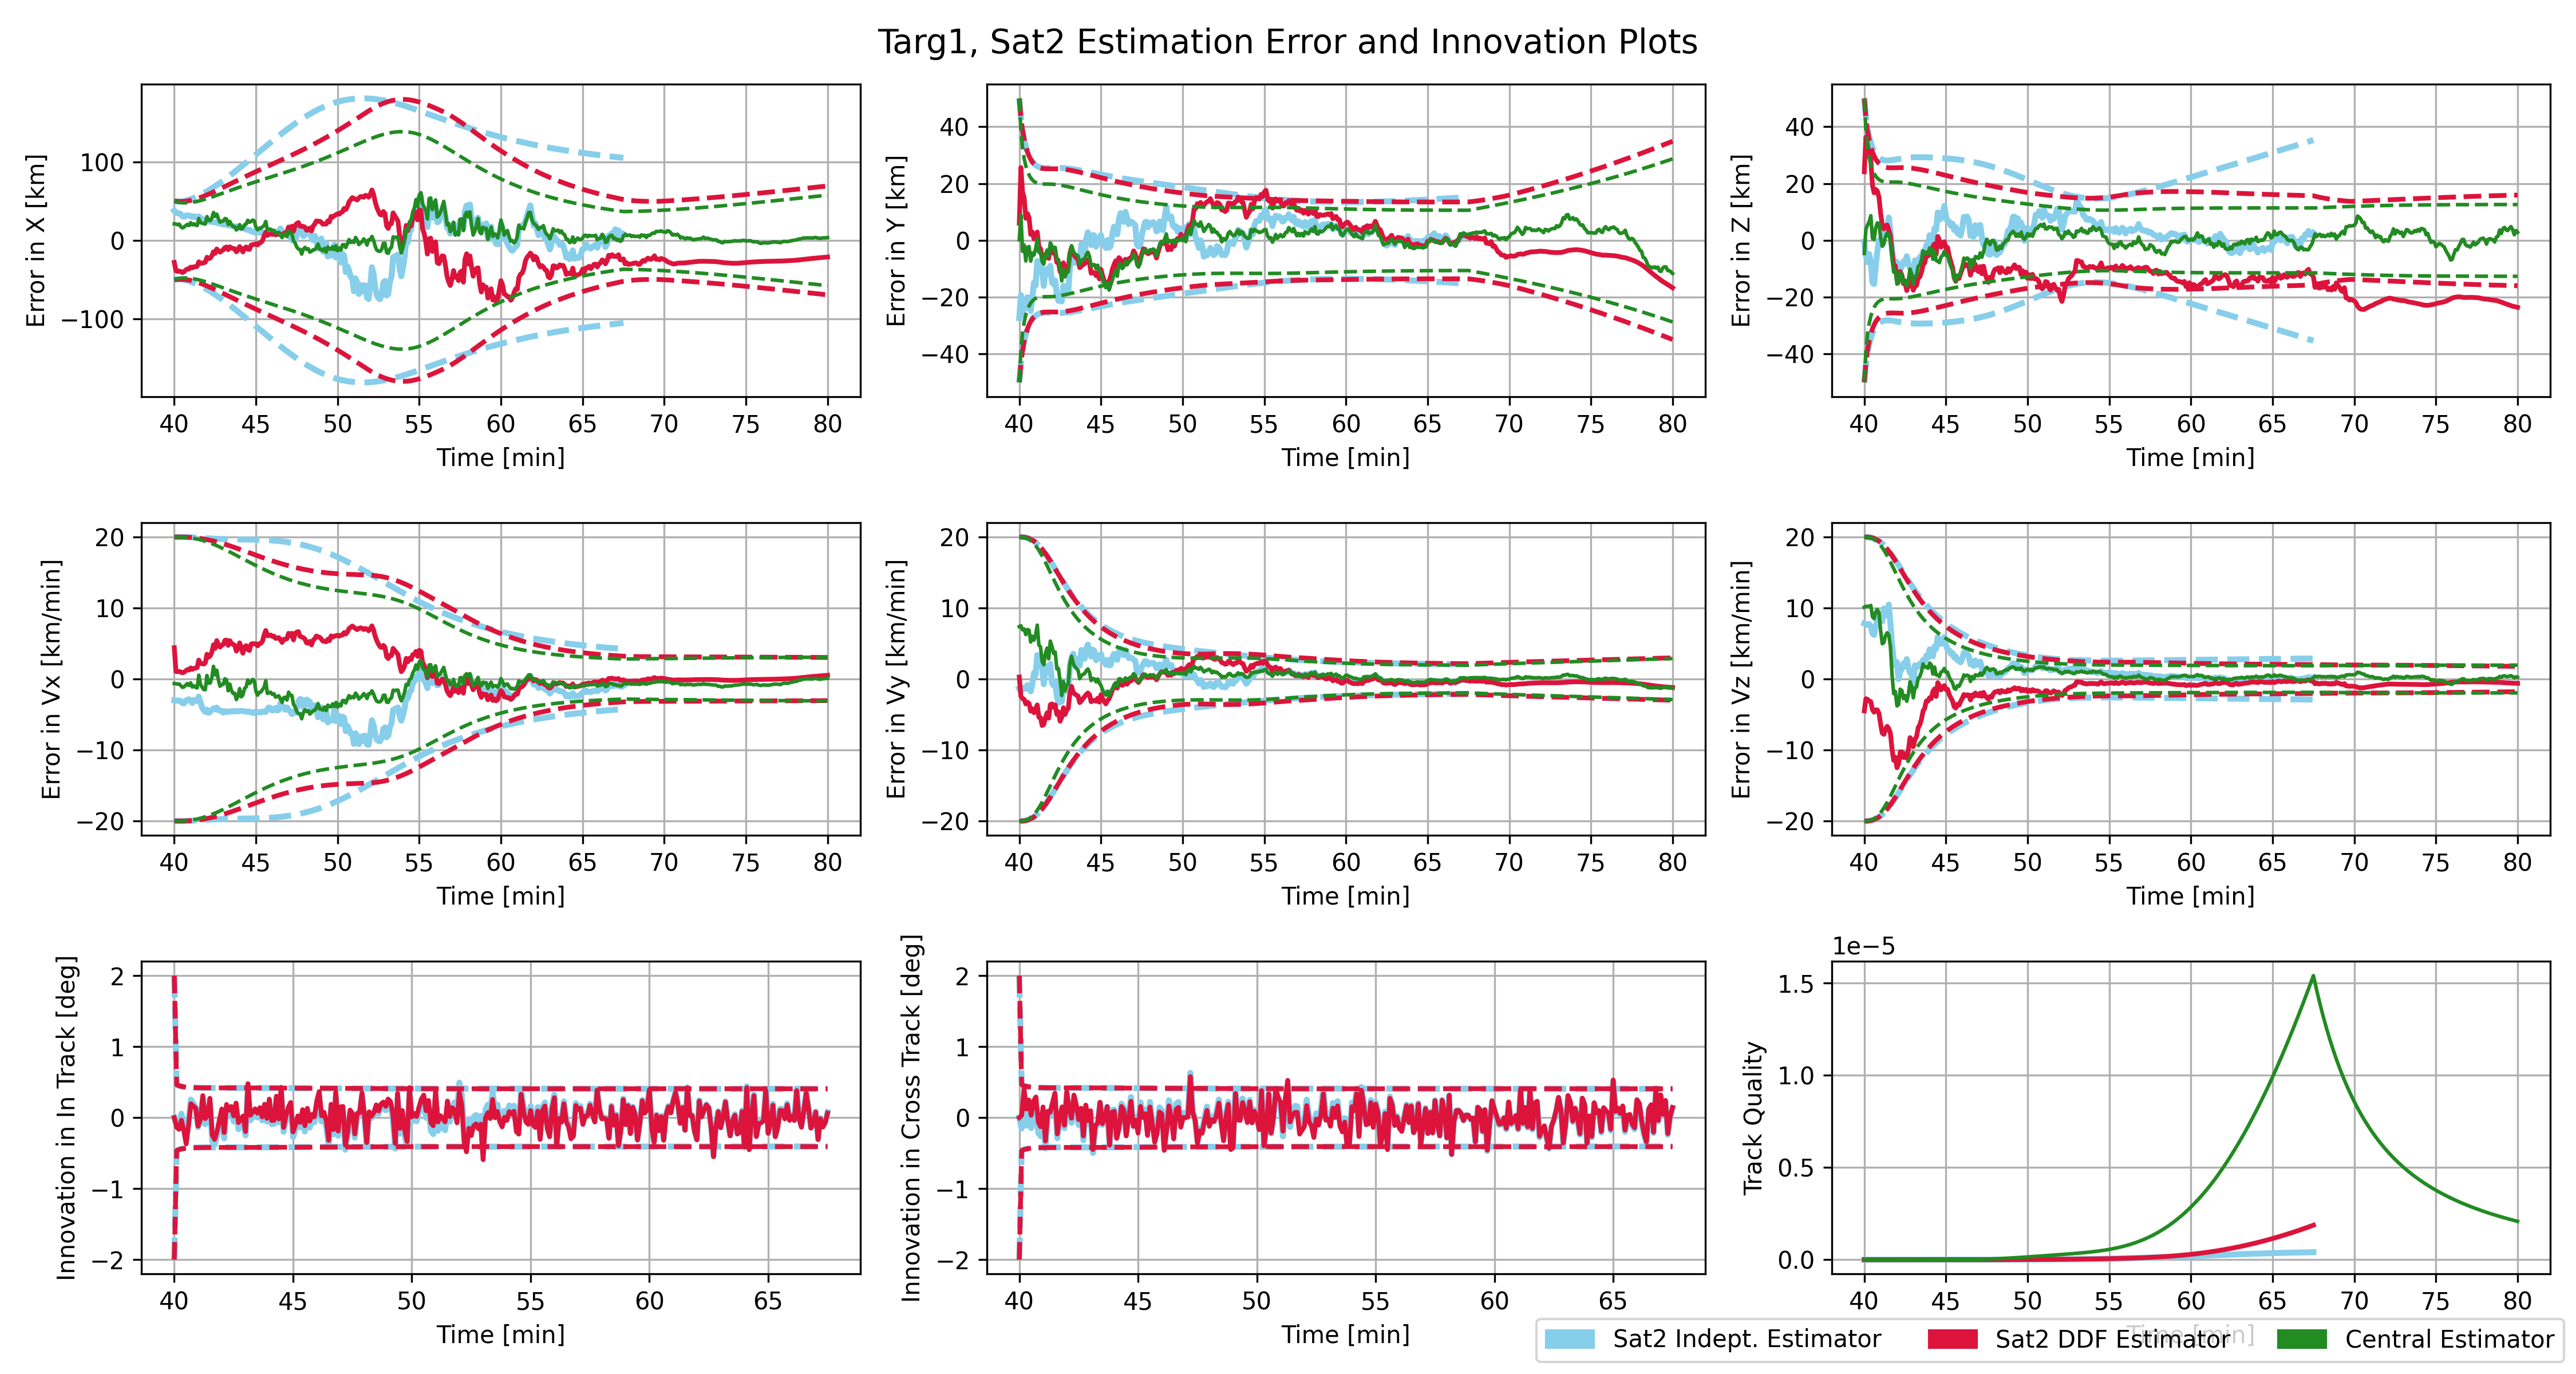 Targ1, Sat2 Estimation Error and Innovation Plots
Error in X [km]
100
0
−100
40 45 50 55 60 65 70 75 80
Time [min]
Error in Y [km]
40
20
0
−20
−40
40 45 50 55 60 65 70 75 80
Time [min]
Error in Z [km]
40
20
0
−20
−40
40 45 50 55 60 65 70 75 80
Time [min]
Error in Vx [km/min]
20
10
0
−10
−20
40 45 50 55 60 65 70 75 80
Time [min]
Error in Vy [km/min]
20
10
0
−10
−20
40 45 50 55 60 65 70 75 80
Time [min]
Error in Vz [km/min]
20
10
0
−10
−20
40 45 50 55 60 65 70 75 80
Time [min]
Innovation in In Track [deg]
2
1
0
−1
−2
40 45 50 55 60 65
Time [min]
Innovation in Cross Track [deg]
2
1
0
−1
−2
40 45 50 55 60 65
Time [min]
1e−5
Track Quality
1.5
1.0
0.5
0.0
40 45 50 55 60 65 70 75 80
Time [min]
Sat2 Indept. Estimator
Sat2 DDF Estimator
Central Estimator